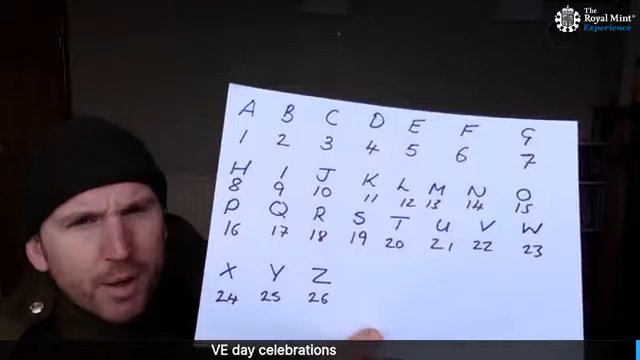 The
Royal Mint
Experience
A B C D E F G
1 2 3 4 5 6 7
H I J K L M N O
8 9 10 11 12 13 14 15
P Q R S T U V W
16 17 18 19 20 21 22 23
X Y Z
24 25 26
VE day celebrations